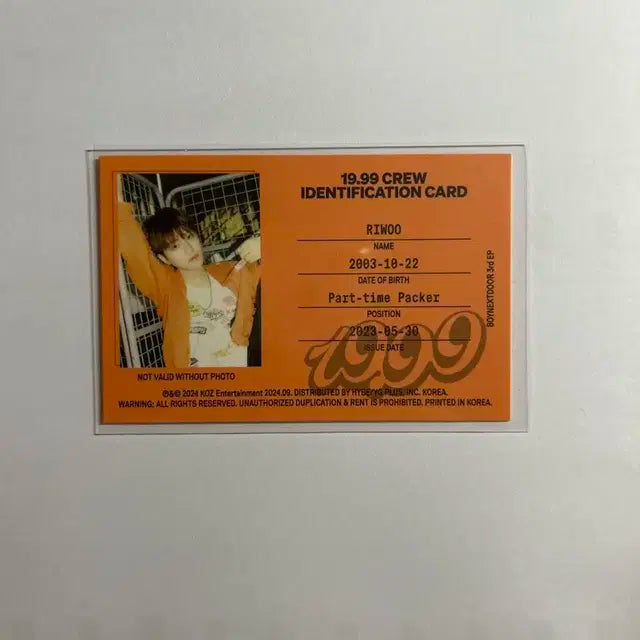 19.99 CREW
IDENTIFICATION CARD
RIWOO
NAME
2003-10-22
DATE OF BIRTH
Part-time Packer
POSITION
2023-05-30
ISSUE DATE
19.99
BOYNEXTDOOR 3rd EP
NOT VALID WITHOUT PHOTO
℗&© 2024 KOZ Entertainment 2024.09. DISTRIBUTED BY YG PLUS, INC. KOREA.
WARNING; ALL RIGHTS RESERVED. UNAUTHORIZED DUPLICATION & RENT IS PROHIBITED. PRINTED IN KOREA.